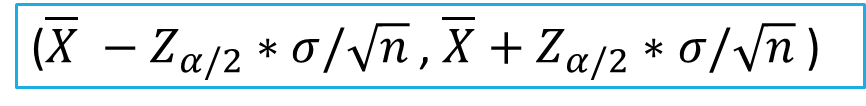 (X̅ − Z_{α/2} * σ/√n , X̅ + Z_{α/2} * σ/√n )